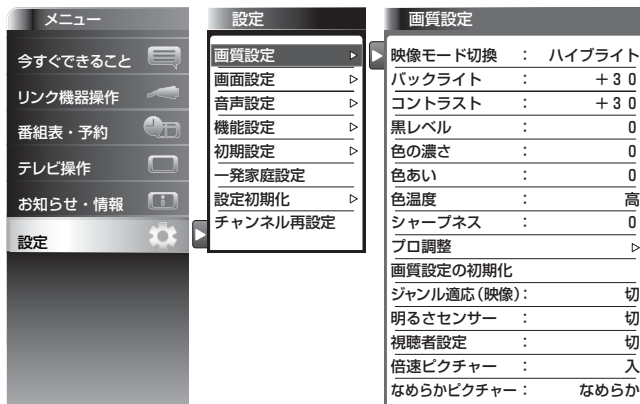 メニュー
今すぐできること
リンク機器操作
番組表・予約
テレビ操作
お知らせ・情報
設定
設定
画質設定
画面設定
音声設定
機能設定
初期設定
一発家庭設定
設定初期化
チャンネル再設定
画質設定
映像モード切換 : ハイブライト
バックライト : +30
コントラスト : +30
黒レベル : 0
色の濃さ : 0
色あい : 0
色温度 : 高
シャープネス : 0
プロ調整
画質設定の初期化
ジャンル適応(映像): 切
明るさセンサー : 切
視聴者設定 : 切
倍速ピクチャー : 入
なめらかピクチャー : なめらか